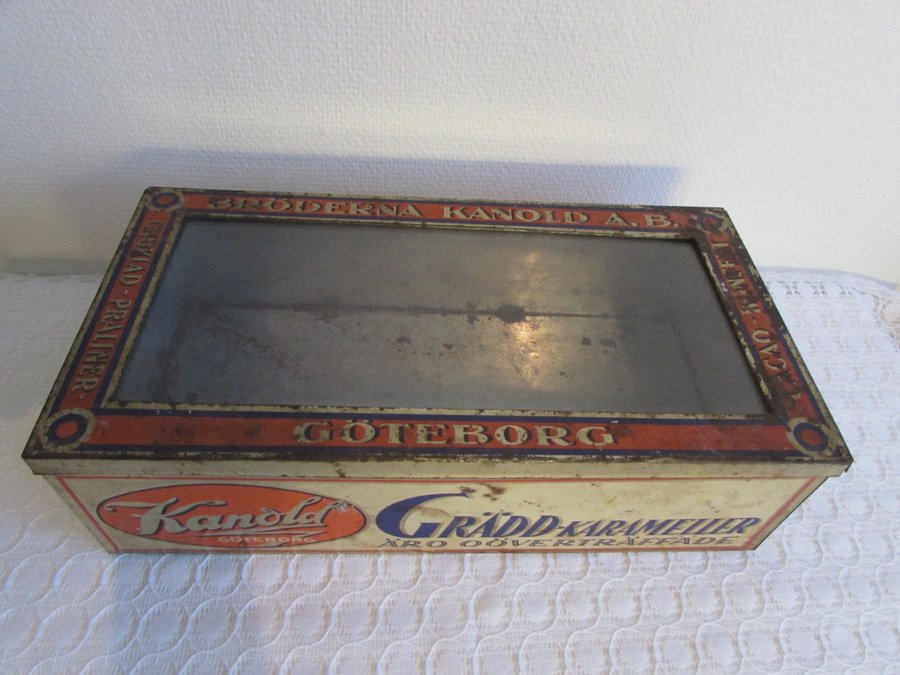 BRÖDERNA KANOLD A.B.
PRALINER-
GÖTEBORG
Kanold
GÖTEBORG
GRÄDD-KARAMELLER
ÄRO OÖVERTRÄFFADE